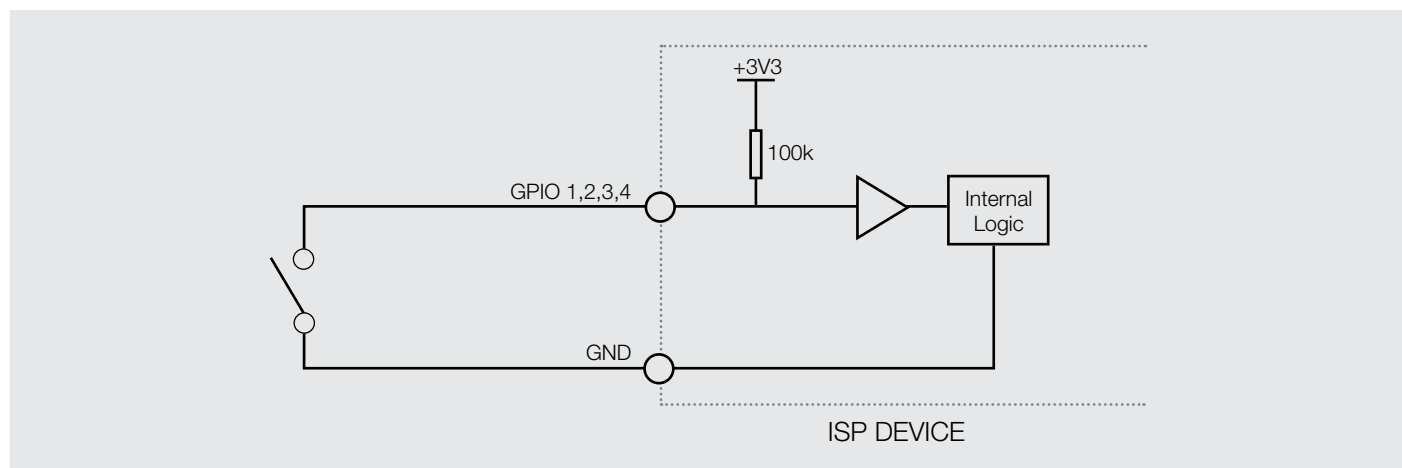 +3V3
100k
GPIO 1,2,3,4
Internal
Logic
GND
ISP DEVICE